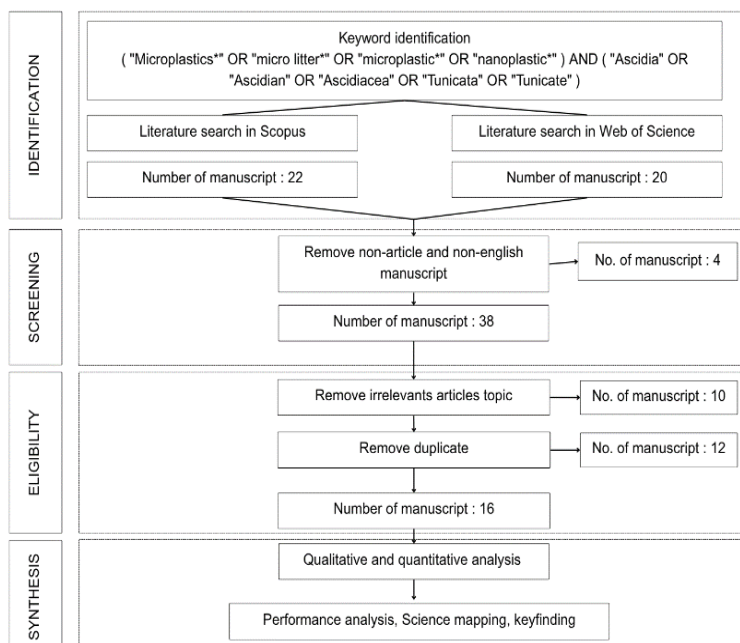 IDENTIFICATION
Keyword identification
( "Microplastics*" OR "micro litter*" OR "microplastic*" OR "nanoplastic*" ) AND ( "Ascidia" OR
"Ascidian" OR "Ascidiacea" OR "Tunicata" OR "Tunicate" )
Literature search in Scopus
Literature search in Web of Science
Number of manuscript : 22
Number of manuscript : 20
SCREENING
Remove non-article and non-english
manuscript
No. of manuscript : 4
Number of manuscript : 38
ELIGIBILITY
Remove irrelevants articles topic
No. of manuscript : 10
Remove duplicate
No. of manuscript : 12
Number of manuscript : 16
SYNTHESIS
Qualitative and quantitative analysis
Performance analysis, Science mapping, keyfinding